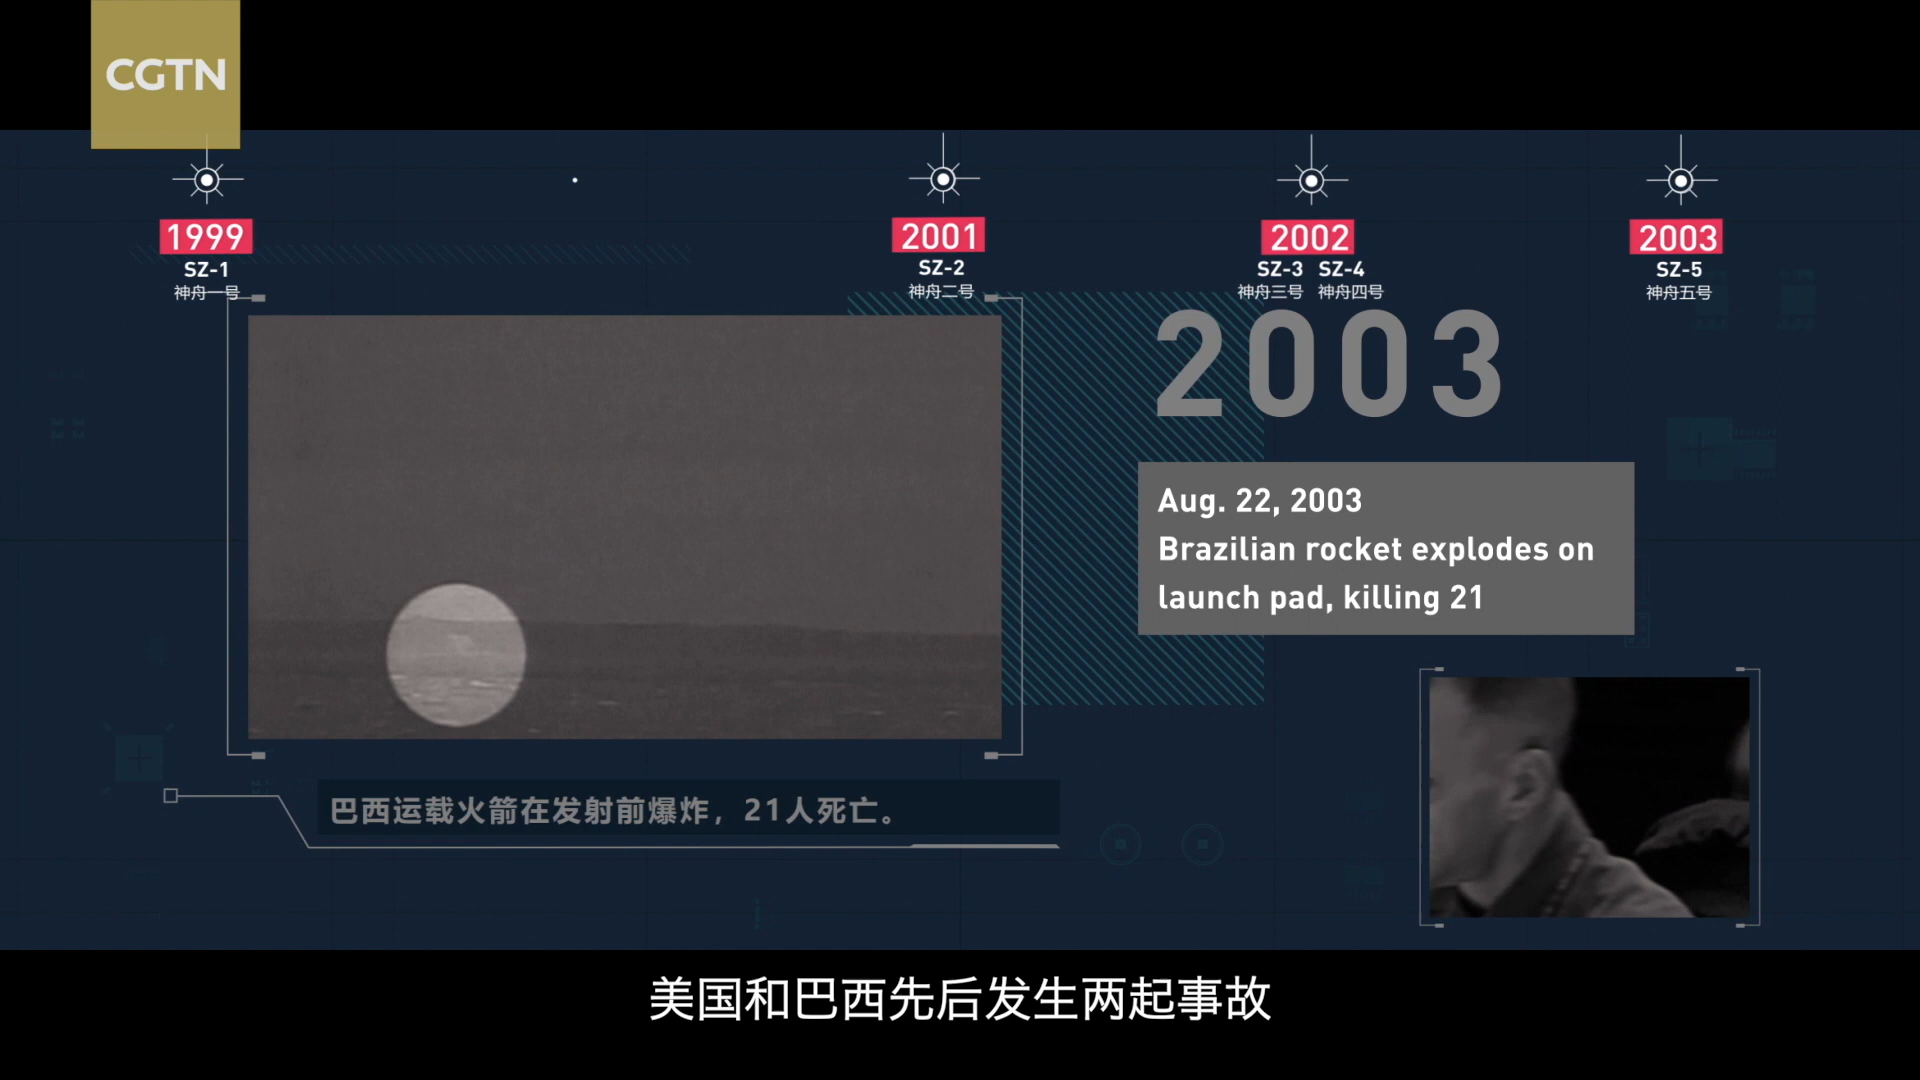 CGTN
1999
SZ-1
神舟一号
2001
SZ-2
神舟二号
2002
SZ-3 SZ-4
神舟三号 神舟四号
2003
SZ-5
神舟五号
2003
Aug. 22, 2003
Brazilian rocket explodes on
launch pad, killing 21
巴西运载火箭在发射前爆炸，21人死亡。
美国和巴西先后发生两起事故